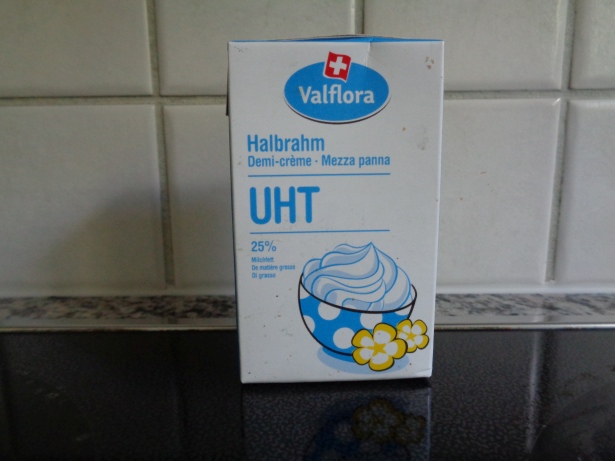 Valflora
Halbrahm
Demi-crème · Mezza panna
UHT
25%
Milchfett
De matière grasse
Di grasso